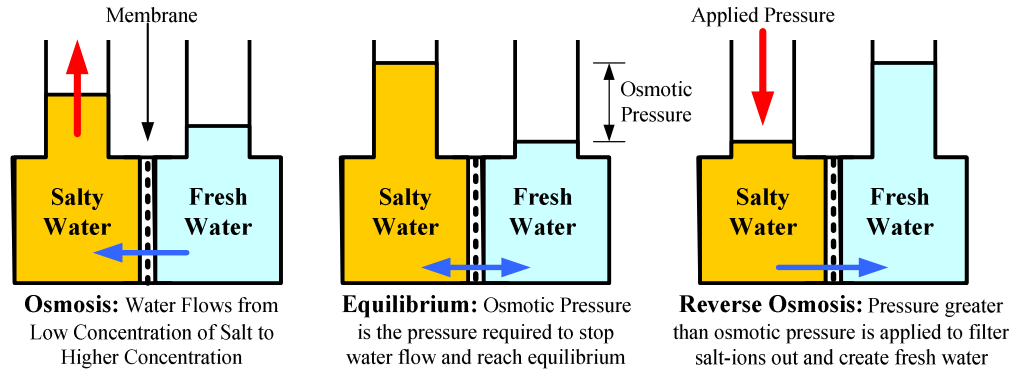 Membrane
Applied Pressure
Osmotic
Pressure
Salty
Water
Fresh
Water
Salty
Water
Fresh
Water
Salty
Water
Fresh
Water
Osmosis: Water Flows from
Low Concentration of Salt to
Higher Concentration
Equilibrium: Osmotic Pressure
is the pressure required to stop
water flow and reach equilibrium
Reverse Osmosis: Pressure greater
than osmotic pressure is applied to filter
salt-ions out and create fresh water